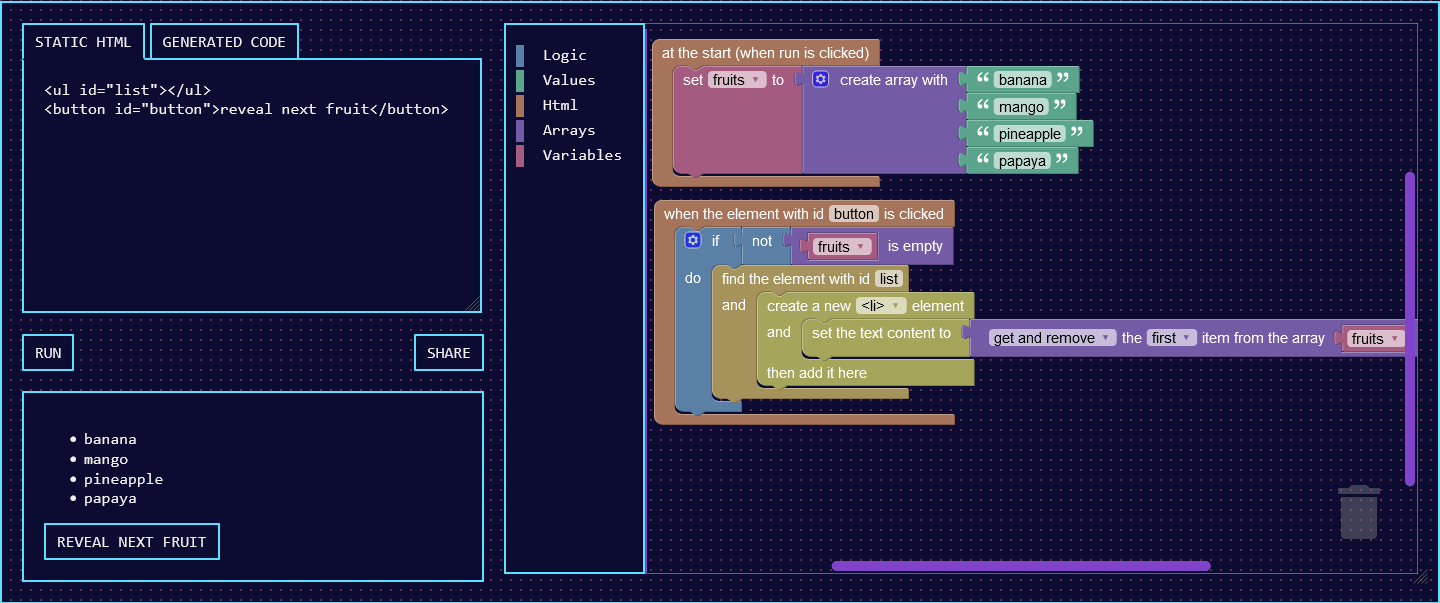 STATIC HTML
GENERATED CODE
<ul id="list"></ul>
<button id="button">reveal next fruit</button>
RUN
SHARE
• banana
• mango
• pineapple
• papaya
REVEAL NEXT FRUIT
Logic
Values
Html
Arrays
Variables
at the start (when run is clicked)
set fruits to create array with “ banana ”
“ mango ”
“ pineapple ”
“ papaya ”
when the element with id button is clicked
if not fruits is empty
do find the element with id list
and create a new <li> element
and set the text content to get and remove the first item from the array fruits
then add it here